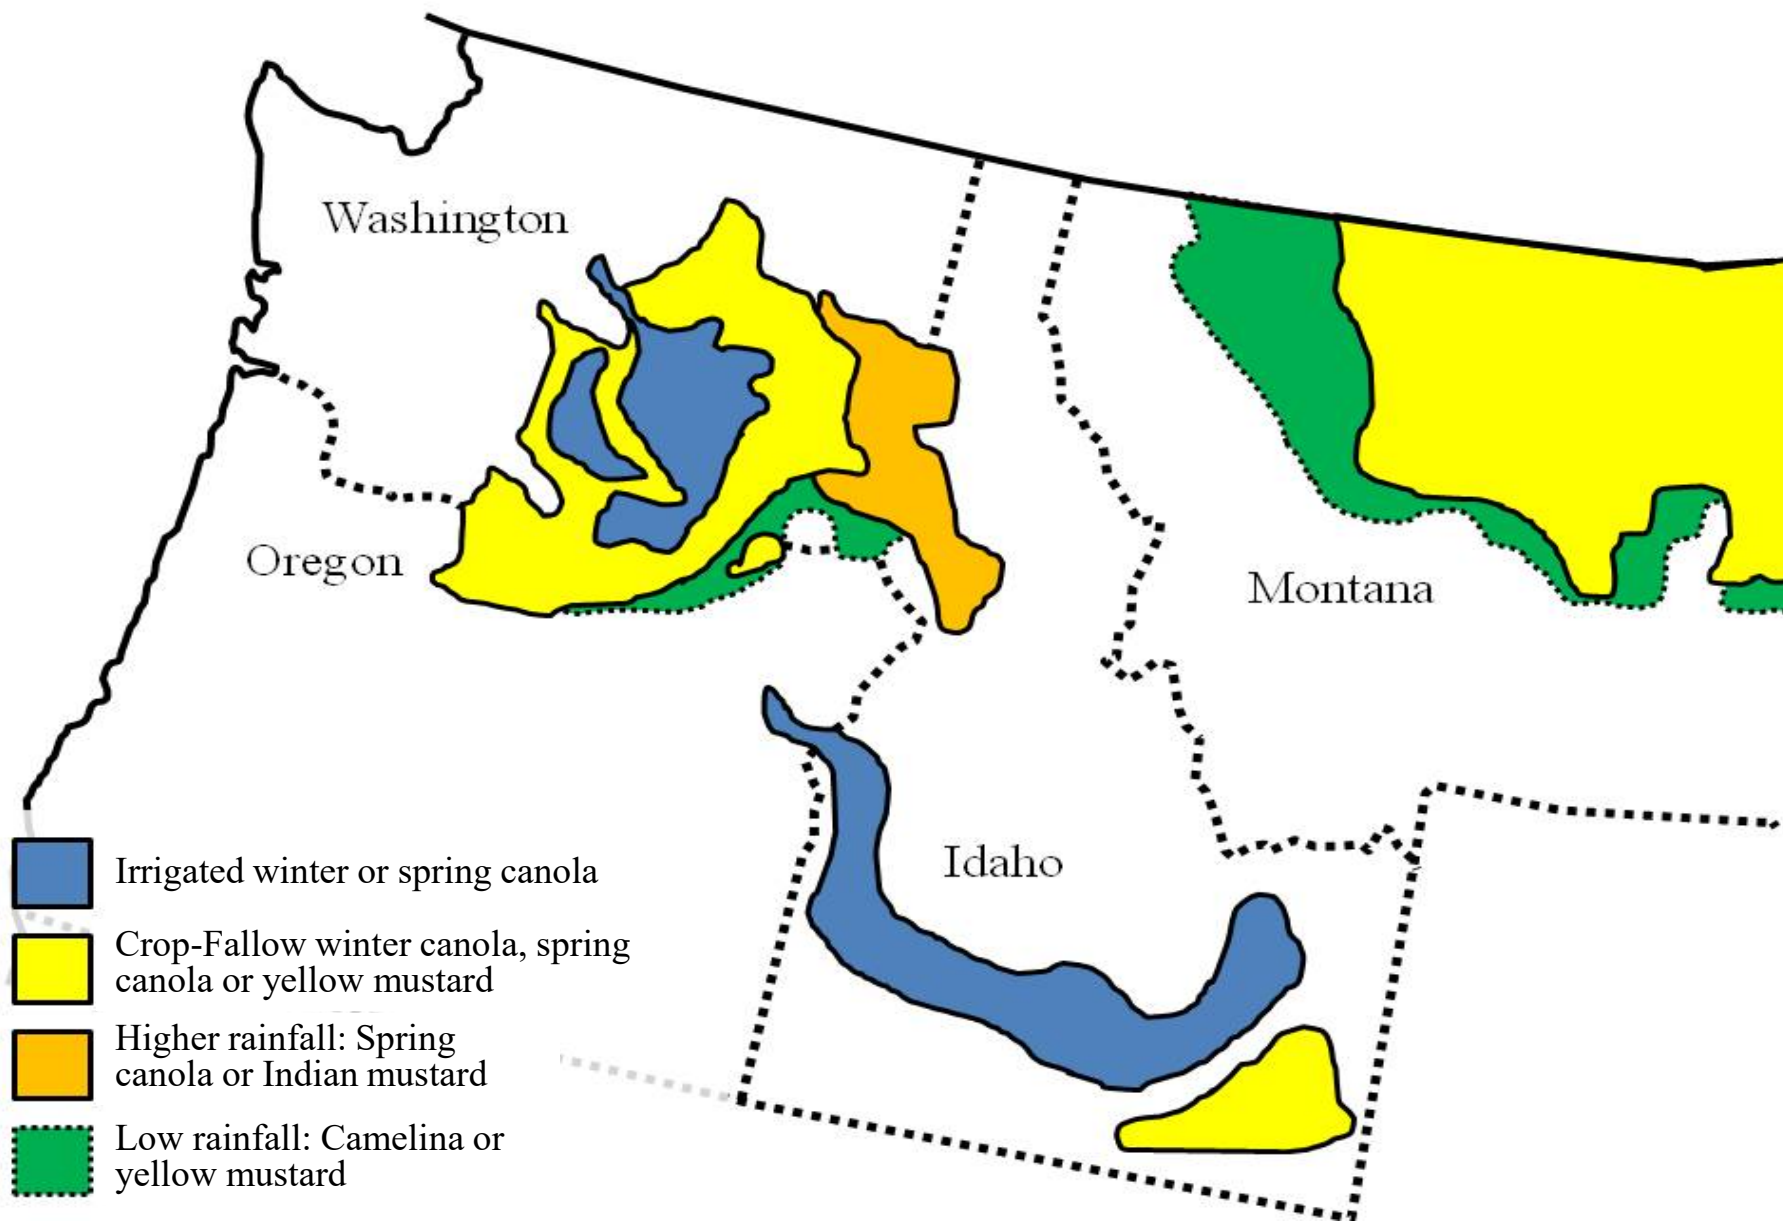 Washington
Oregon
Montana
Idaho
Irrigated winter or spring canola
Crop-Fallow winter canola, spring
canola or yellow mustard
Higher rainfall: Spring
canola or Indian mustard
Low rainfall: Camelina or
yellow mustard